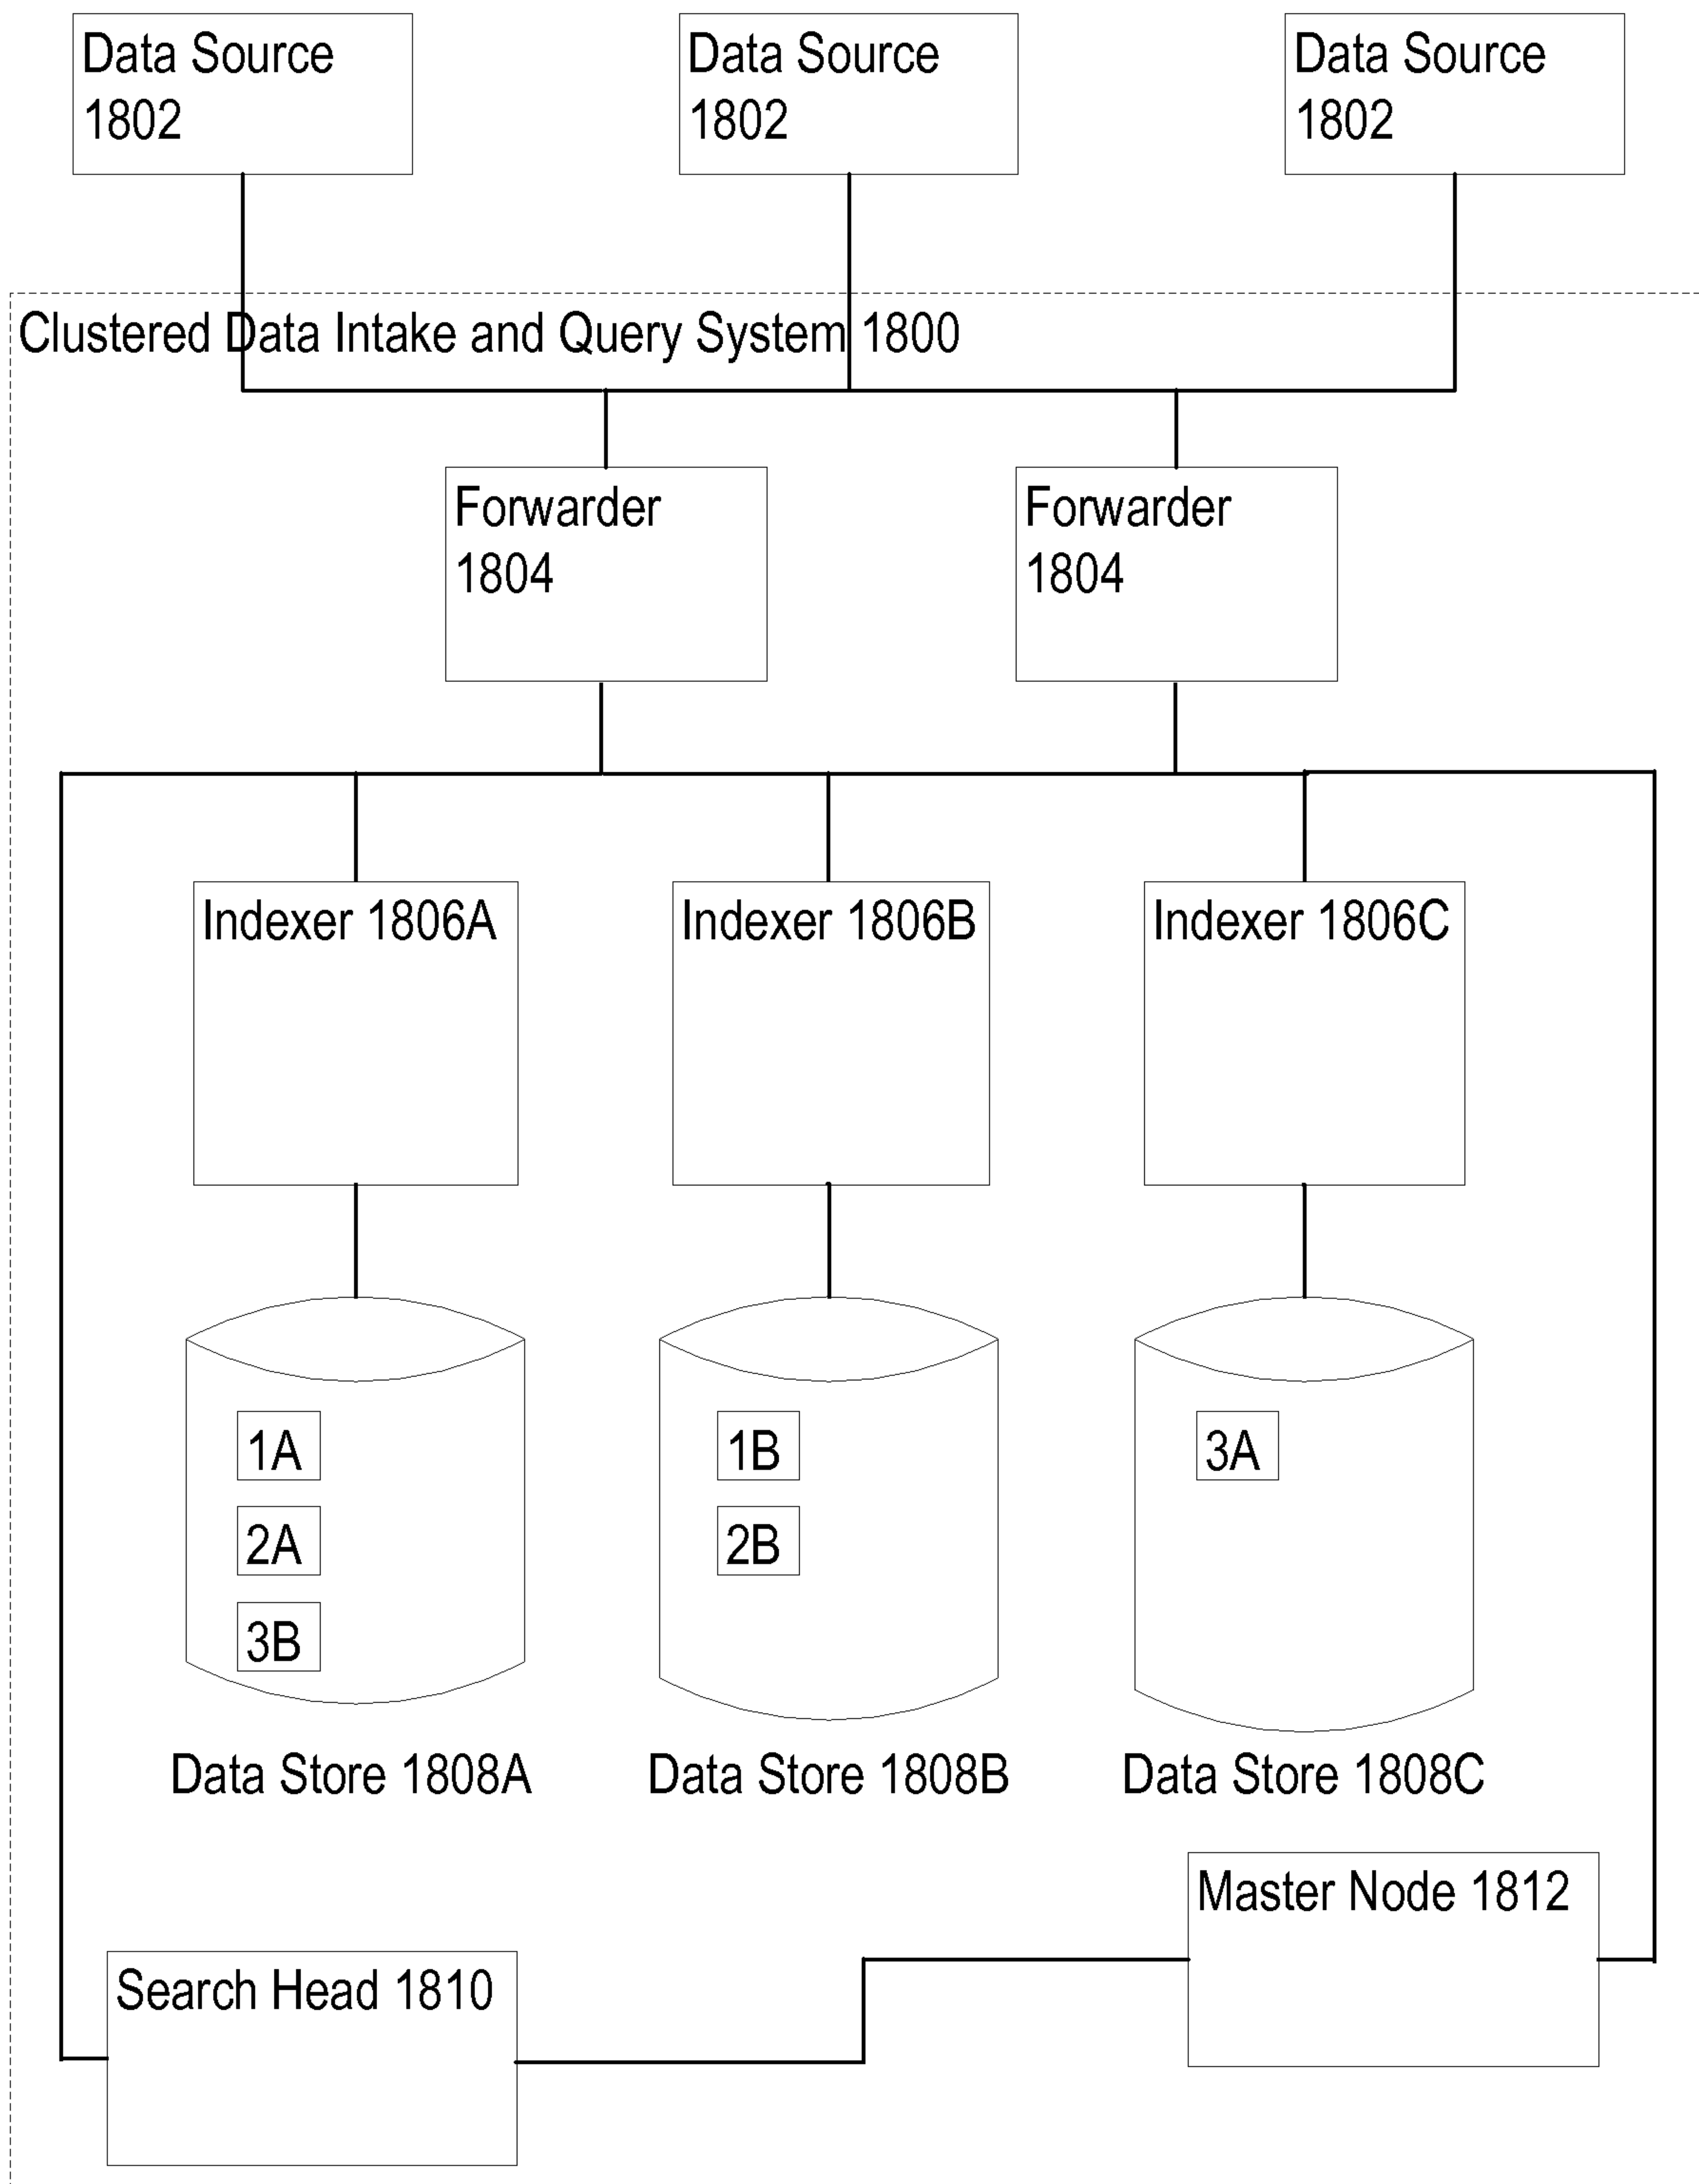 Data Source
1802
Data Source
1802
Data Source
1802
Clustered Data Intake and Query System 1800
Forwarder
1804
Forwarder
1804
Indexer 1806A
Indexer 1806B
Indexer 1806C
1A
2A
3B
1B
2B
3A
Data Store 1808A
Data Store 1808B
Data Store 1808C
Master Node 1812
Search Head 1810